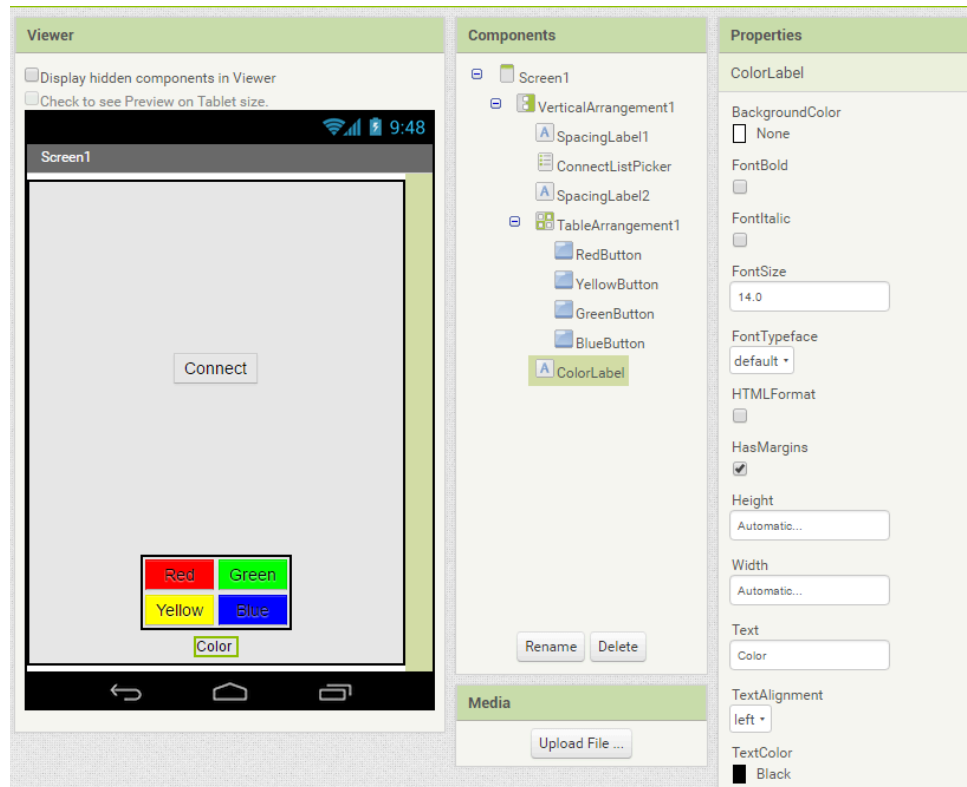 Viewer
Display hidden components in Viewer
Check to see Preview on Tablet size.
9:48
Screen1
Connect
Red Green
Yellow Blue
Color
Components
Screen1
VerticalArrangement1
SpacingLabel1
ConnectListPicker
SpacingLabel2
TableArrangement1
RedButton
YellowButton
GreenButton
BlueButton
ColorLabel
Rename Delete
Media
Upload File ...
Properties
ColorLabel
BackgroundColor
None
FontBold
FontItalic
FontSize
14.0
FontTypeface
default
HTMLFormat
HasMargins
Height
Automatic...
Width
Automatic...
Text
Color
TextAlignment
left
TextColor
Black